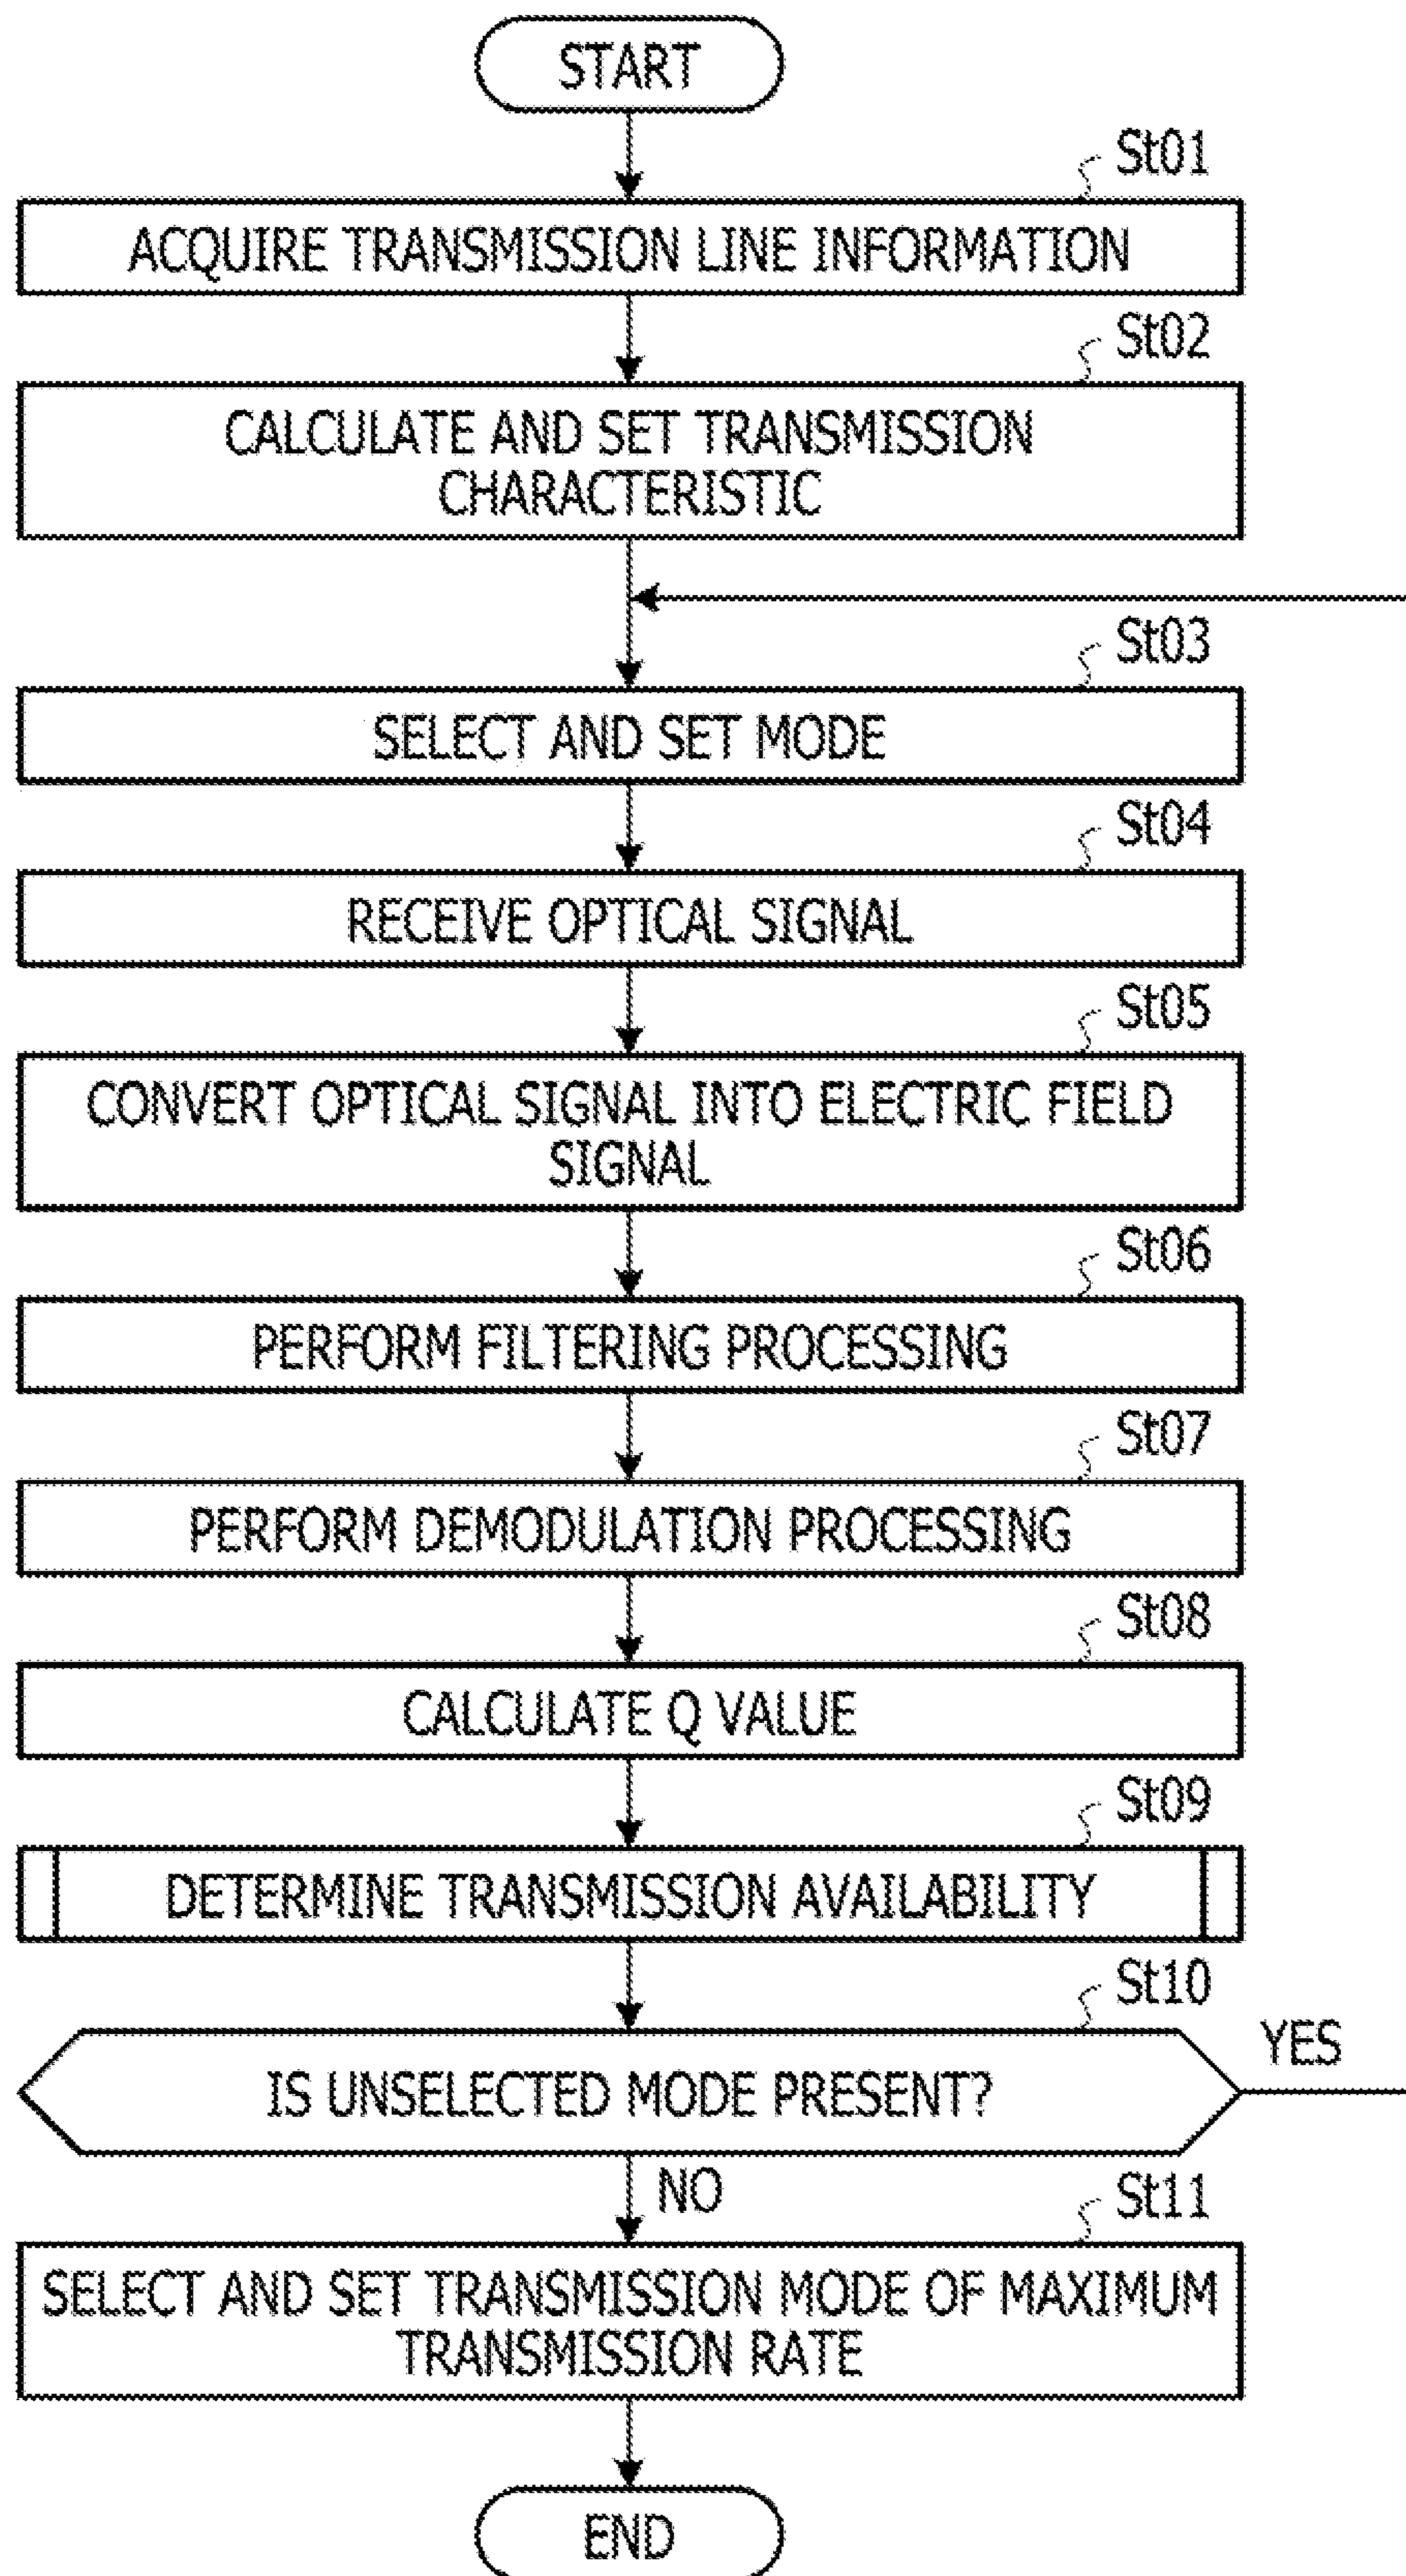 START
St01
ACQUIRE TRANSMISSION LINE INFORMATION
St02
CALCULATE AND SET TRANSMISSION
CHARACTERISTIC
St03
SELECT AND SET MODE
St04
RECEIVE OPTICAL SIGNAL
St05
CONVERT OPTICAL SIGNAL INTO ELECTRIC FIELD
SIGNAL
St06
PERFORM FILTERING PROCESSING
St07
PERFORM DEMODULATION PROCESSING
St08
CALCULATE Q VALUE
St09
DETERMINE TRANSMISSION AVAILABILITY
St10
YES
IS UNSELECTED MODE PRESENT?
NO
St11
SELECT AND SET TRANSMISSION MODE OF MAXIMUM
TRANSMISSION RATE
END